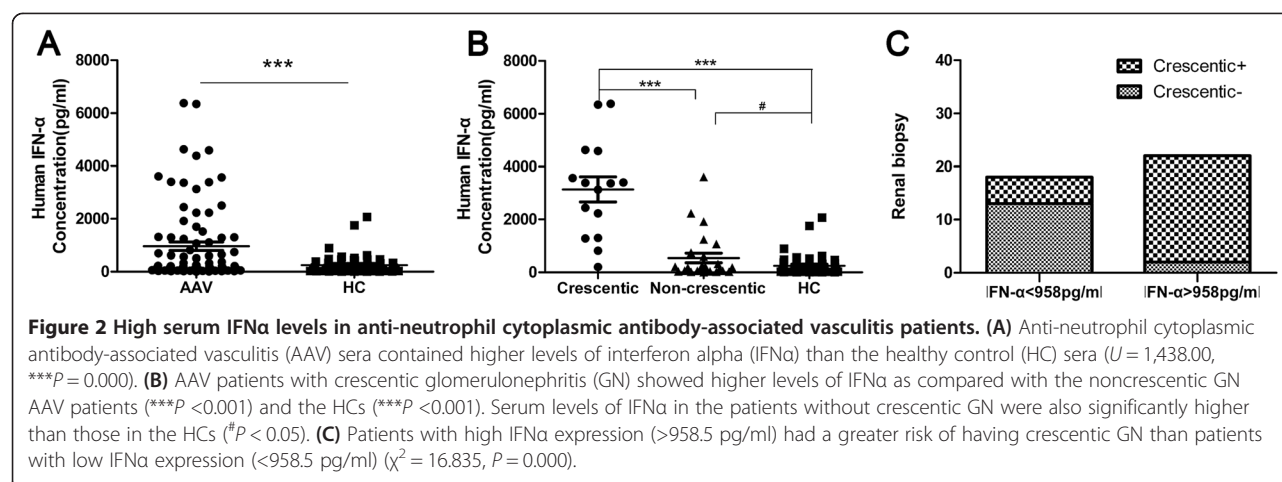 A
Human IFN-α
Concentration(pg/ml)
8000
6000
4000
2000
0
***
AAV
HC
B
Human IFN-α
Concentration(pg/ml)
8000
6000
4000
2000
0
***
***
#
Crescentic
Non-crescentic
HC
C
Renal biopsy
40
30
20
10
0
Crescentic+
Crescentic-
IFN-α<958pg/ml
IFN-α>958pg/ml
Figure 2 High serum IFNα levels in anti-neutrophil cytoplasmic antibody-associated vasculitis patients. (A) Anti-neutrophil cytoplasmic
antibody-associated vasculitis (AAV) sera contained higher levels of interferon alpha (IFNα) than the healthy control (HC) sera (U = 1,438.00,
***P = 0.000). (B) AAV patients with crescentic glomerulonephritis (GN) showed higher levels of IFNα as compared with the noncrescentic GN
AAV patients (***P <0.001) and the HCs (***P <0.001). Serum levels of IFNα in the patients without crescentic GN were also significantly higher
than those in the HCs (#P < 0.05). (C) Patients with high IFNα expression (>958.5 pg/ml) had a greater risk of having crescentic GN than patients
with low IFNα expression (<958.5 pg/ml) (χ² = 16.835, P = 0.000).